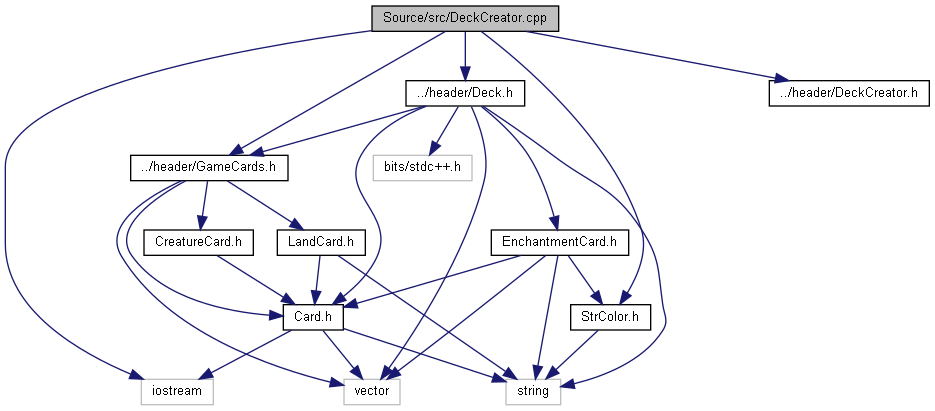 Source/src/DeckCreator.cpp
../header/Deck.h
../header/DeckCreator.h
../header/GameCards.h
bits/stdc++.h
CreatureCard.h
LandCard.h
EnchantmentCard.h
Card.h
StrColor.h
iostream
vector
string